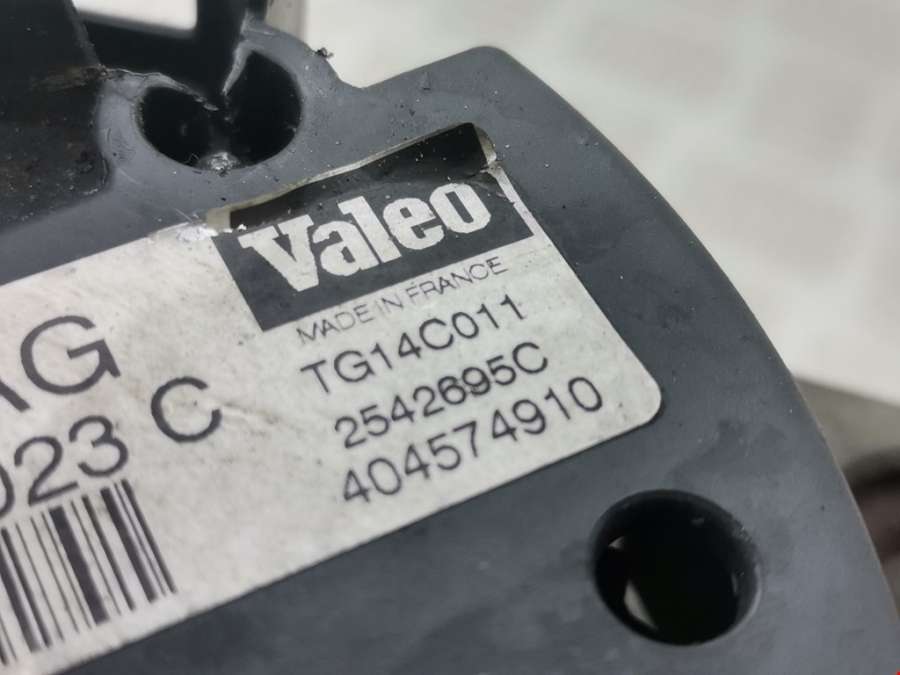 Valeo
MADE IN FRANCE
AG
TG14C011
023 C
2542695C
404574910